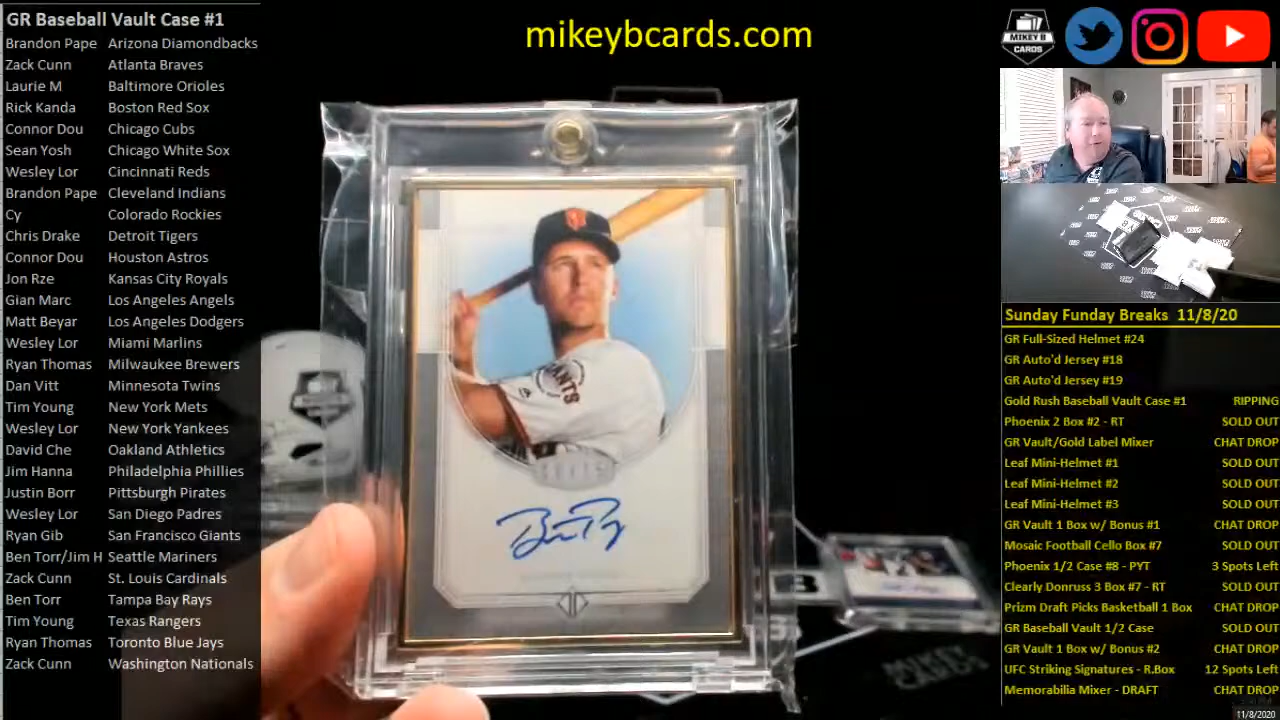 GR Baseball Vault Case #1
Brandon Pape Arizona Diamondbacks
Zack Cunn Atlanta Braves
Laurie M Baltimore Orioles
Rick Kanda Boston Red Sox
Connor Dou Chicago Cubs
Sean Yosh Chicago White Sox
Wesley Lor Cincinnati Reds
Brandon Pape Cleveland Indians
Cy Colorado Rockies
Chris Drake Detroit Tigers
Connor Dou Houston Astros
Jon Rze Kansas City Royals
Gian Marc Los Angeles Angels
Matt Beyar Los Angeles Dodgers
Wesley Lor Miami Marlins
Ryan Thomas Milwaukee Brewers
Dan Vitt Minnesota Twins
Tim Young New York Mets
Wesley Lor New York Yankees
David Che Oakland Athletics
Jim Hanna Philadelphia Phillies
Justin Borr Pittsburgh Pirates
Wesley Lor San Diego Padres
Ryan Gib San Francisco Giants
Ben Torr/Jim H Seattle Mariners
Zack Cunn St. Louis Cardinals
Ben Torr Tampa Bay Rays
Tim Young Texas Rangers
Ryan Thomas Toronto Blue Jays
Zack Cunn Washington Nationals
mikeybcards.com
GIANTS
MIKEY B
CARDS
Sunday Funday Breaks 11/8/20
GR Full-Sized Helmet #24
GR Auto'd Jersey #18
GR Auto'd Jersey #19
Gold Rush Baseball Vault Case #1 RIPPING
Phoenix 2 Box #2 - RT SOLD OUT
GR Vault/Gold Label Mixer CHAT DROP
Leaf Mini-Helmet #1 SOLD OUT
Leaf Mini-Helmet #2 SOLD OUT
Leaf Mini-Helmet #3 SOLD OUT
GR Vault 1 Box w/ Bonus #1 CHAT DROP
Mosaic Football Cello Box #7 SOLD OUT
Phoenix 1/2 Case #8 - PYT 3 Spots Left
Clearly Donruss 3 Box #7 - RT SOLD OUT
Prizm Draft Picks Basketball 1 Box CHAT DROP
GR Baseball Vault 1/2 Case SOLD OUT
GR Vault 1 Box w/ Bonus #2 CHAT DROP
UFC Striking Signatures - R.Box 12 Spots Left
Memorabilia Mixer - DRAFT CHAT DROP
11/8/2020